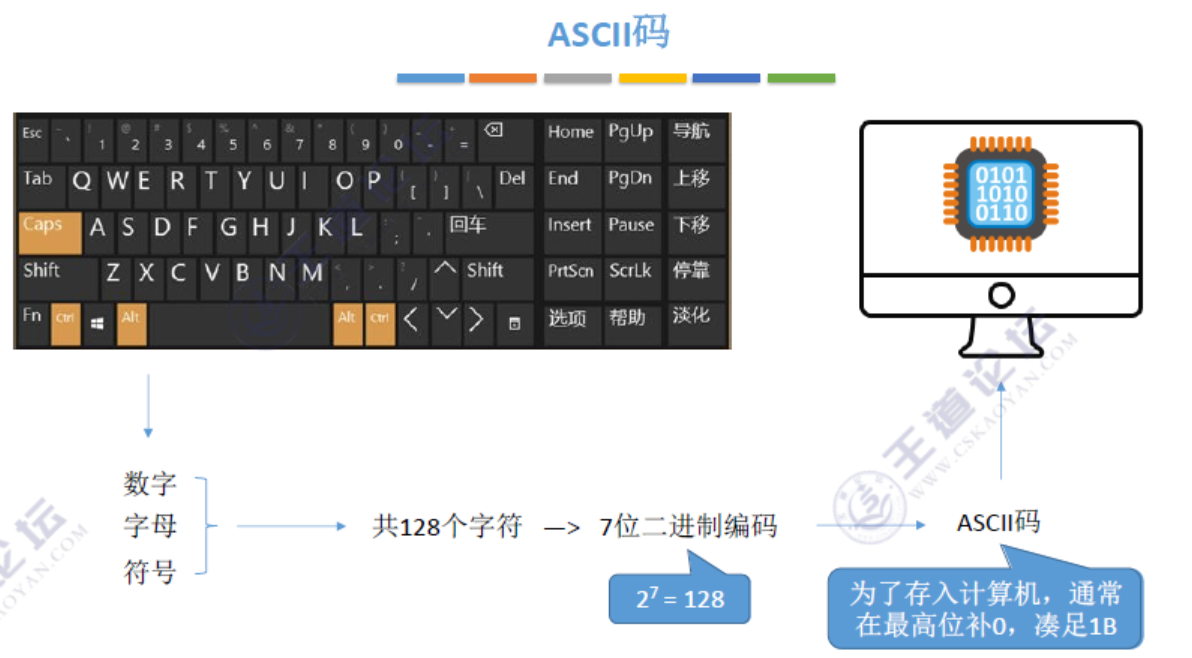 ASCII码
Esc ~ ` ! 1 @ 2 # 3 $ 4 % 5 ^ 6 & 7 * 8 ( 9 ) 0 - = Home PgUp 导航
Tab Q W E R T Y U I O P [ ] \ Del End PgDn 上移
Caps A S D F G H J K L ; 回车 Insert Pause 下移
Shift Z X C V B N M , . / Shift PrtScn ScrLk 停靠
Fn Ctrl Alt Alt Ctrl 选项 帮助 淡化
0101
1010
0110
数字
字母
符号
共128个字符 —> 7位二进制编码
ASCII码
2⁷ = 128
为了存入计算机，通常
在最高位补0，凑足1B
王道论坛
WWW.CSKAOYAN.COM